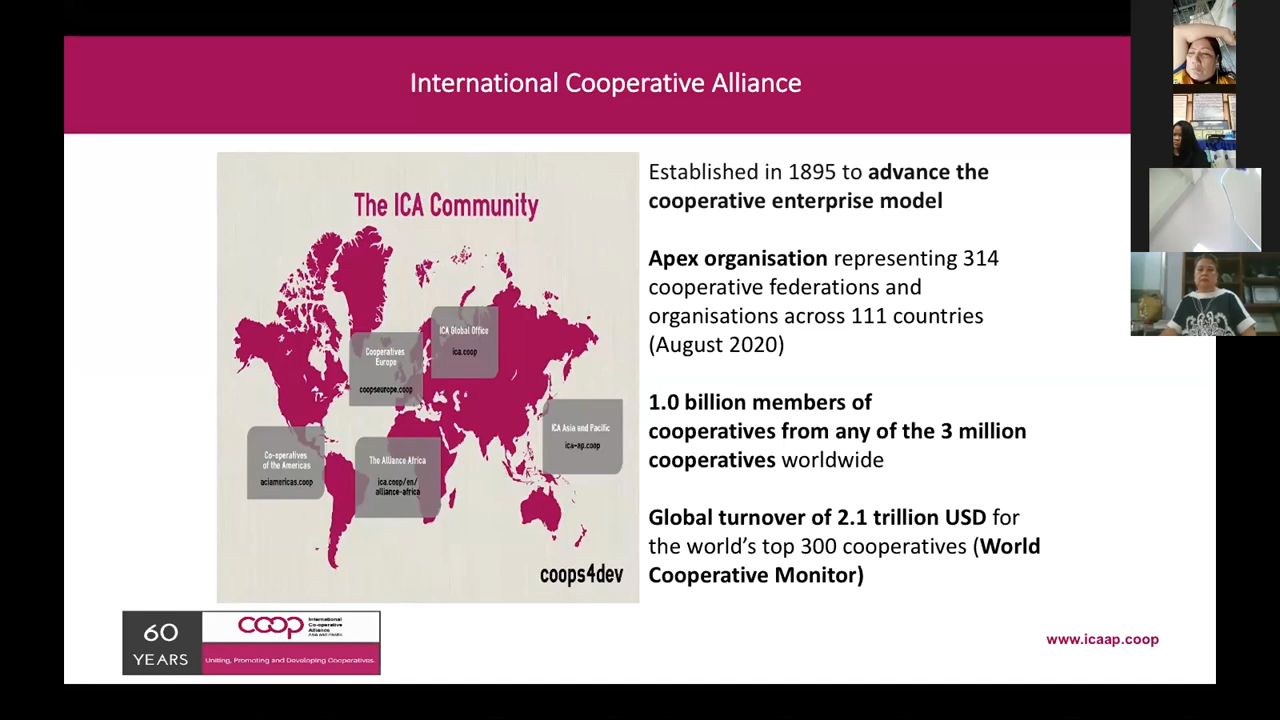 International Cooperative Alliance
The ICA Community
ICA Global Office
ica.coop
Cooperatives
Europe
coopseurope.coop
ICA Asia and Pacific
ica-ap.coop
Co-operatives
of the Americas
aciamericas.coop
The Alliance Africa
ica.coop/en/
alliance-africa
coops4dev
Established in 1895 to advance the
cooperative enterprise model
Apex organisation representing 314
cooperative federations and
organisations across 111 countries
(August 2020)
1.0 billion members of
cooperatives from any of the 3 million
cooperatives worldwide
Global turnover of 2.1 trillion USD for
the world’s top 300 cooperatives (World
Cooperative Monitor)
60
YEARS
coop
International
Co-operative
Alliance
Asia and Pacific
Uniting, Promoting and Developing Cooperatives.
www.icaap.coop